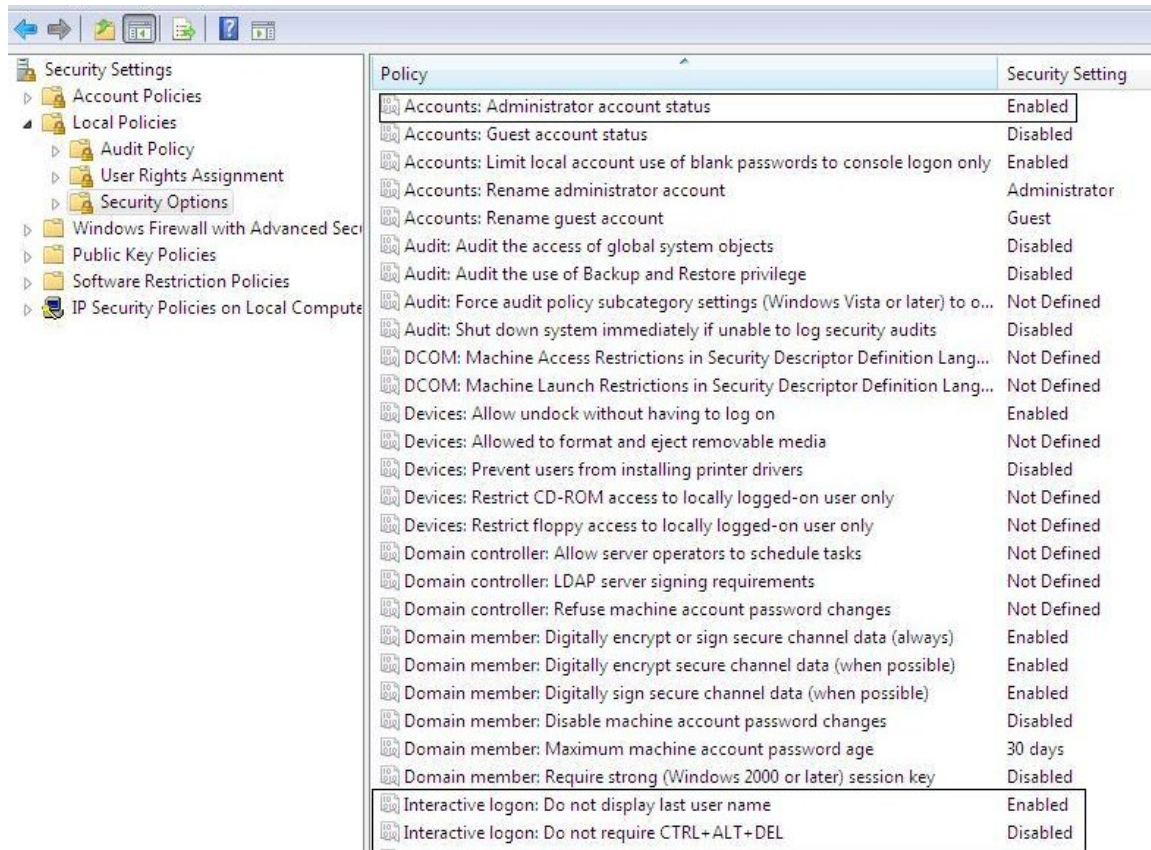 Security Settings
Account Policies
Local Policies
Audit Policy
User Rights Assignment
Security Options
Windows Firewall with Advanced Secu
Public Key Policies
Software Restriction Policies
IP Security Policies on Local Compute
Policy Security Setting
Accounts: Administrator account status Enabled
Accounts: Guest account status Disabled
Accounts: Limit local account use of blank passwords to console logon only Enabled
Accounts: Rename administrator account Administrator
Accounts: Rename guest account Guest
Audit: Audit the access of global system objects Disabled
Audit: Audit the use of Backup and Restore privilege Disabled
Audit: Force audit policy subcategory settings (Windows Vista or later) to o... Not Defined
Audit: Shut down system immediately if unable to log security audits Disabled
DCOM: Machine Access Restrictions in Security Descriptor Definition Lang... Not Defined
DCOM: Machine Launch Restrictions in Security Descriptor Definition Lang... Not Defined
Devices: Allow undock without having to log on Enabled
Devices: Allowed to format and eject removable media Not Defined
Devices: Prevent users from installing printer drivers Disabled
Devices: Restrict CD-ROM access to locally logged-on user only Not Defined
Devices: Restrict floppy access to locally logged-on user only Not Defined
Domain controller: Allow server operators to schedule tasks Not Defined
Domain controller: LDAP server signing requirements Not Defined
Domain controller: Refuse machine account password changes Not Defined
Domain member: Digitally encrypt or sign secure channel data (always) Enabled
Domain member: Digitally encrypt secure channel data (when possible) Enabled
Domain member: Digitally sign secure channel data (when possible) Enabled
Domain member: Disable machine account password changes Disabled
Domain member: Maximum machine account password age 30 days
Domain member: Require strong (Windows 2000 or later) session key Disabled
Interactive logon: Do not display last user name Enabled
Interactive logon: Do not require CTRL+ALT+DEL Disabled